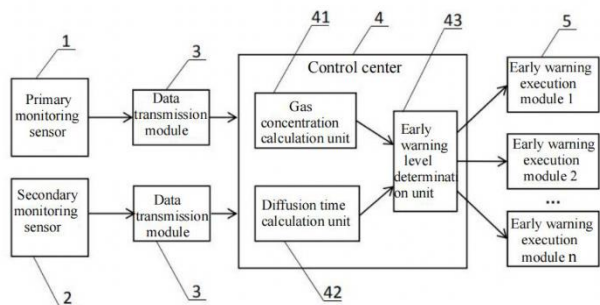 1
Primary
monitoring
sensor
3
Data
transmission
module
41
4
43
Control center
Gas
concentration
calculation unit
Early
warning
level
determinati
on unit
5
Early warning
execution
module 1
Secondary
monitoring
sensor
2
Data
transmission
module
3
Diffusion time
calculation unit
42
Early warning
execution
module 2
...
Early warning
execution
module n